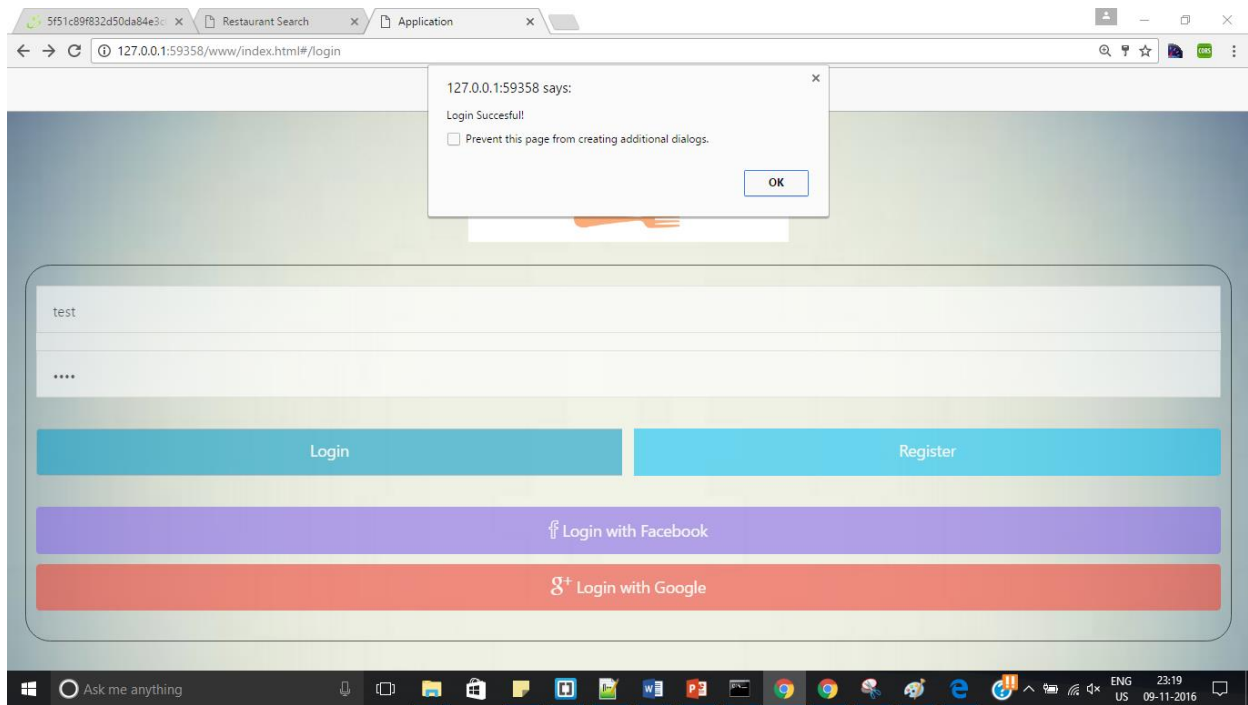 5f51c89f832d50da84e3c
Restaurant Search
Application
127.0.0.1:59358/www/index.html#/login
CORS
127.0.0.1:59358 says:
Login Succesful!
Prevent this page from creating additional dialogs.
OK
test
••••
Login
Register
Login with Facebook
g+ Login with Google
Ask me anything
ENG
US
23:19
09-11-2016